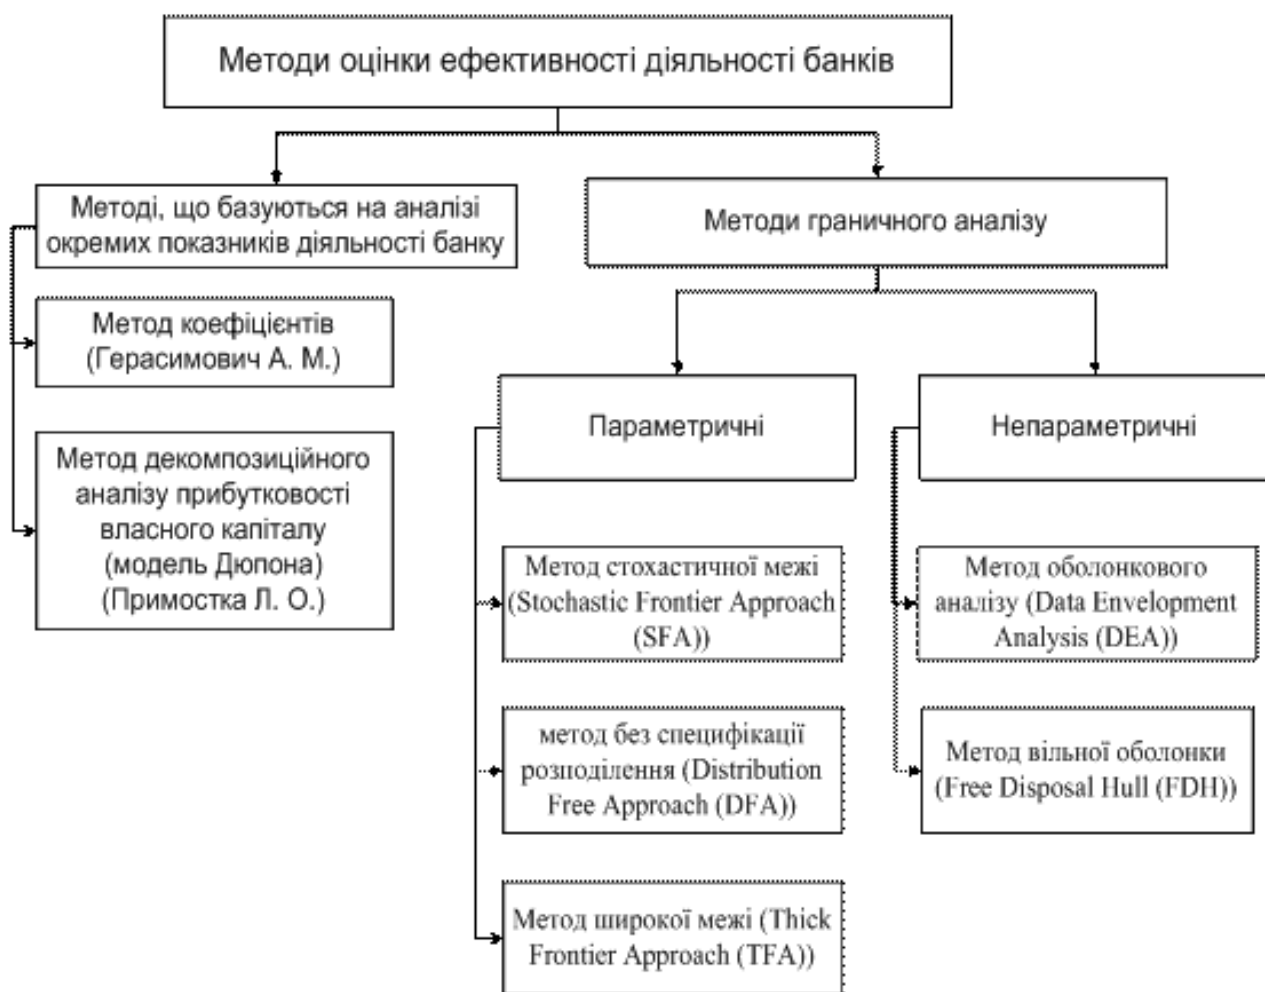 Методи оцінки ефективності діяльності банків
Методі, що базуються на аналізі
окремих показників діяльності банку
Метод коефіцієнтів
(Герасимович А. М.)
Метод декомпозиційного
аналізу прибутковості
власного капіталу
(модель Дюпона)
(Примостка Л. О.)
Методи граничного аналізу
Параметричні
Метод стохастичної межі
(Stochastic Frontier Approach
(SFA))
метод без специфікації
розподілення (Distribution
Free Approach (DFA))
Метод широкої межі (Thick
Frontier Approach (TFA))
Непараметричні
Метод оболонкового
аналізу (Data Envelopment
Analysis (DEA))
Метод вільної оболонки
(Free Disposal Hull (FDH))